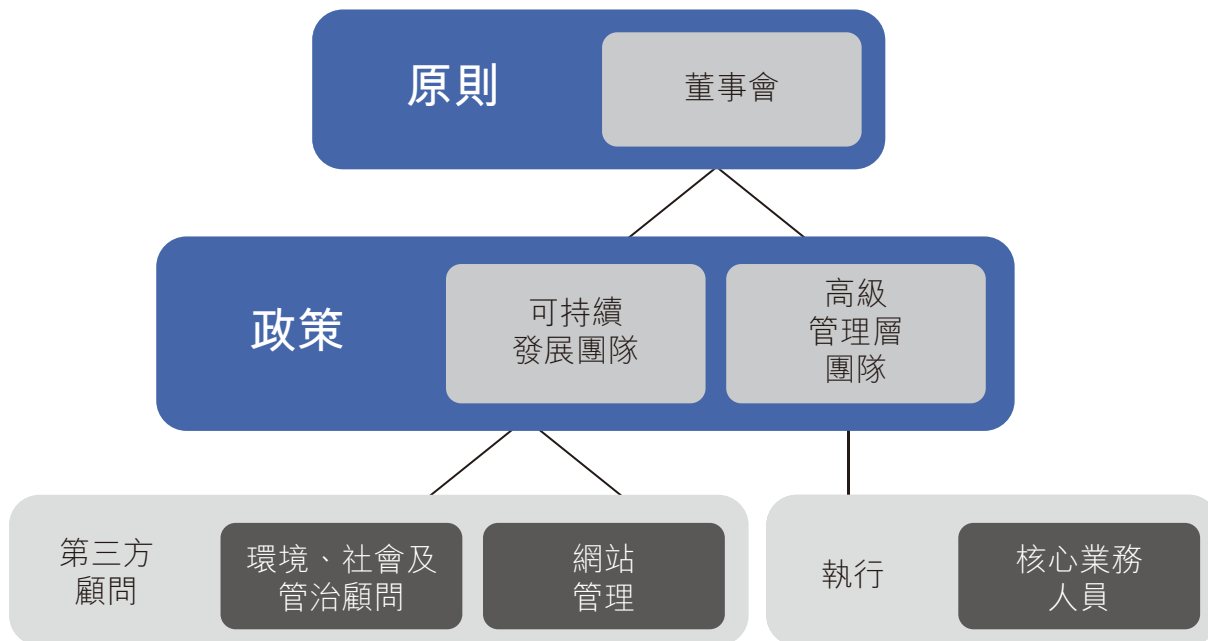 原則
董事會
政策
可持續
發展團隊
高級
管理層
團隊
第三方
顧問
環境、社會及
管治顧問
網站
管理
執行
核心業務
人員